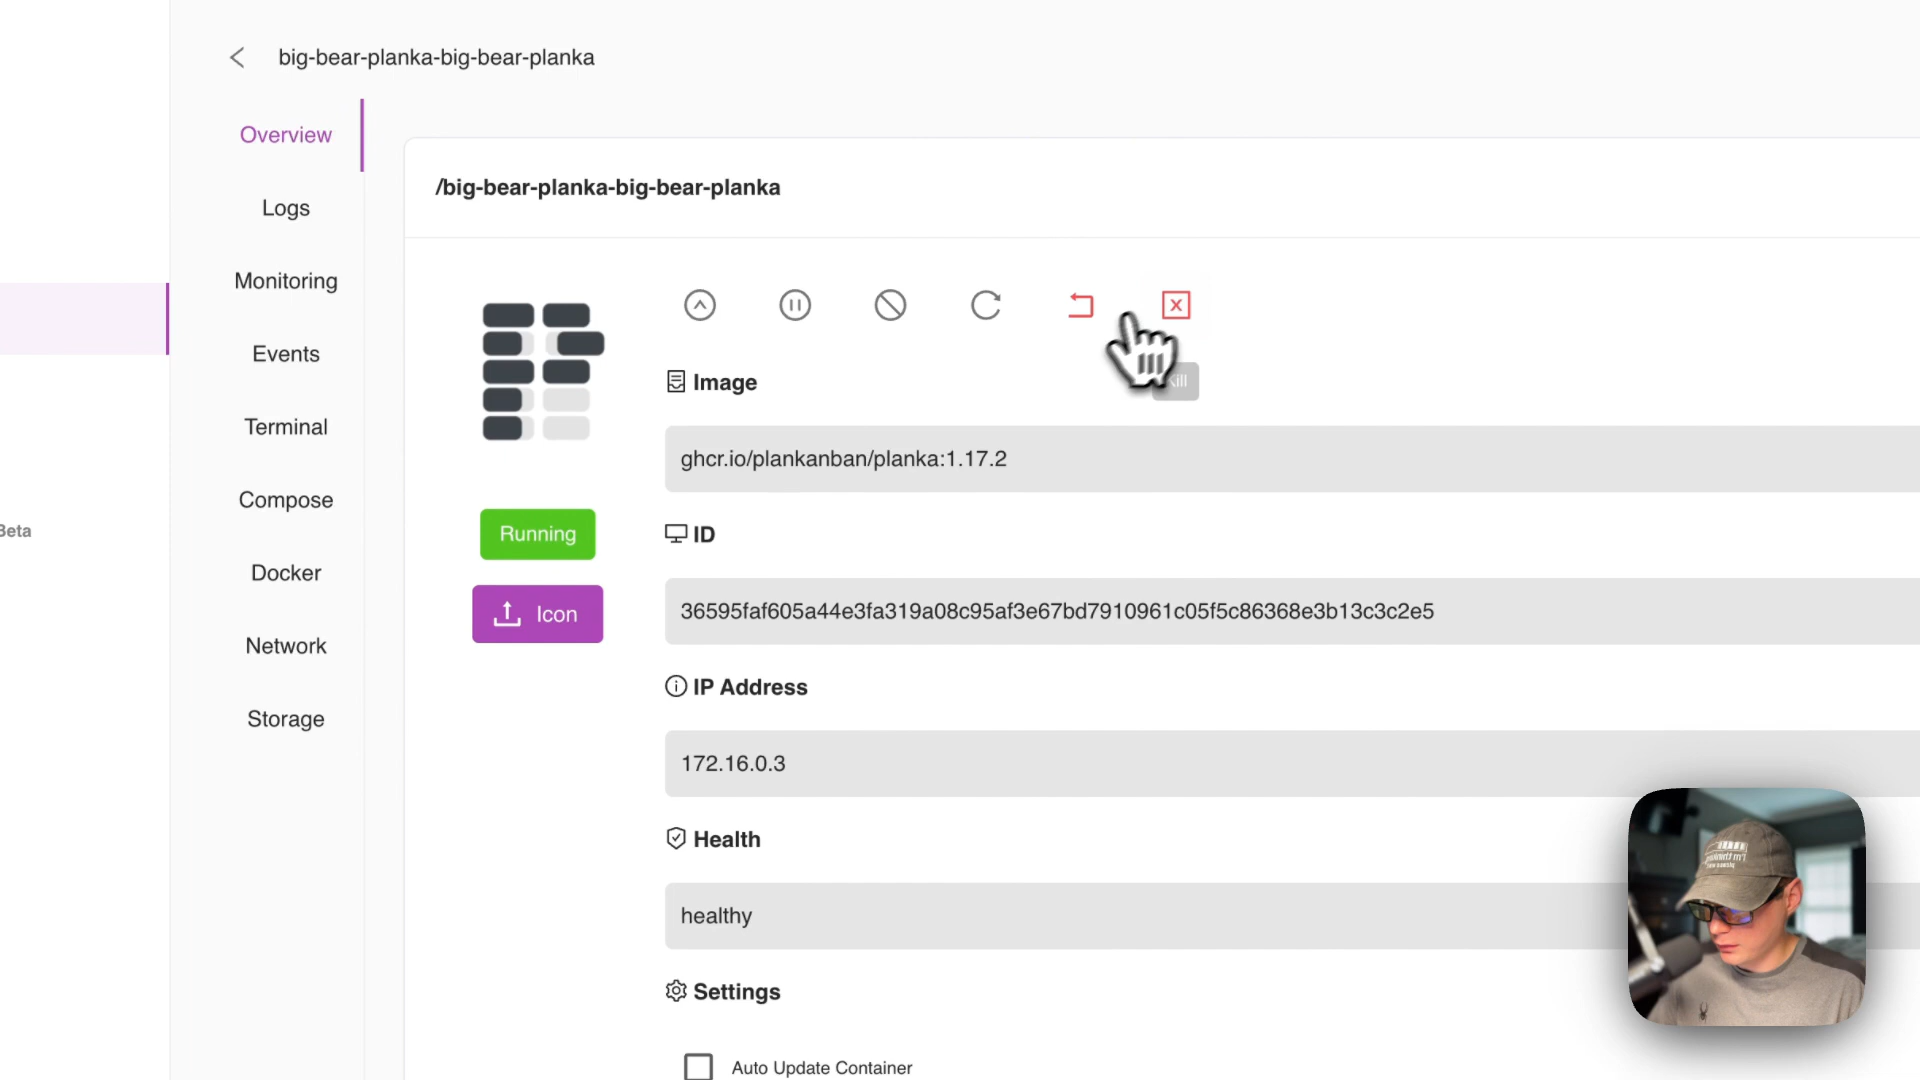 big-bear-planka-big-bear-planka
Overview
Logs
Monitoring
Events
Terminal
Compose
Docker
Network
Storage
Beta
/big-bear-planka-big-bear-planka
Running
Icon
Image
ghcr.io/plankanban/planka:1.17.2
ID
36595faf605a44e3fa319a08c95af3e67bd7910961c05f5c86368e3b13c3c2e5
IP Address
172.16.0.3
Health
healthy
Settings
Auto Update Container